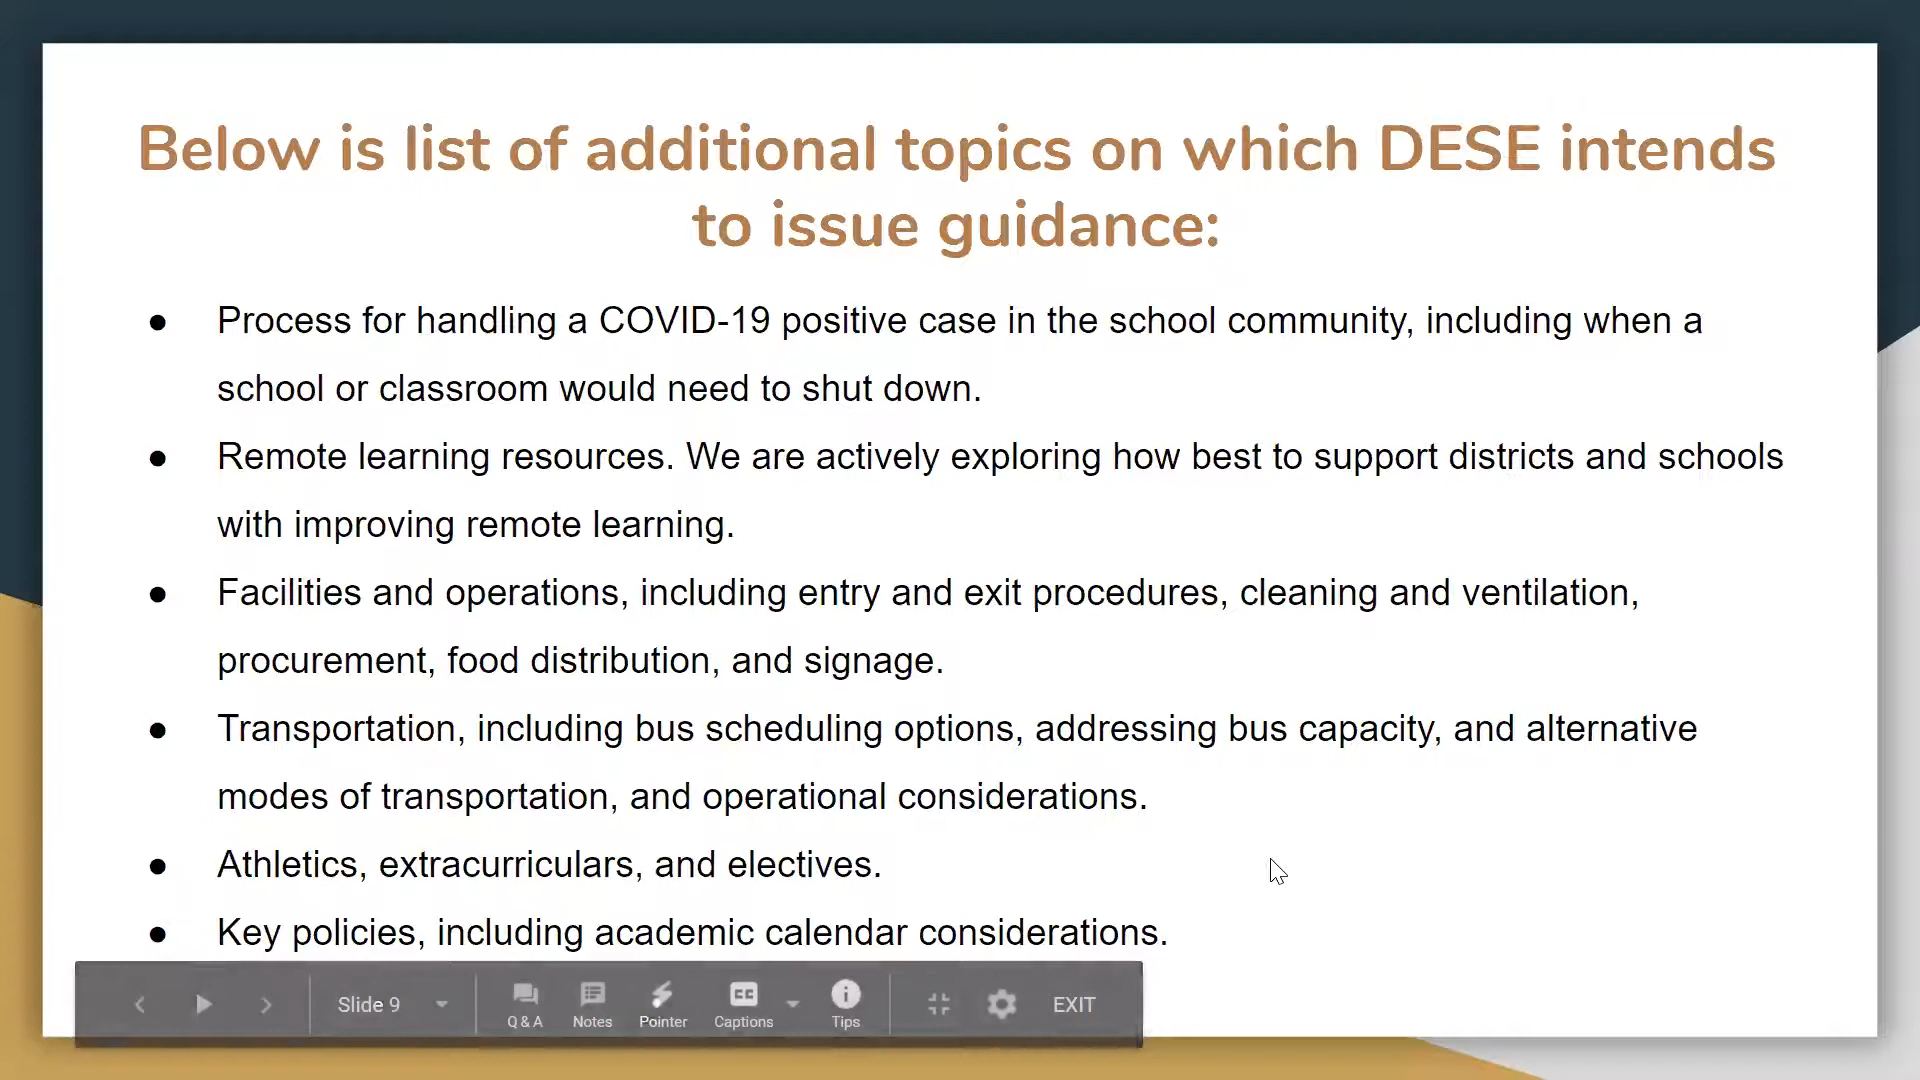 Below is list of additional topics on which DESE intends
to issue guidance:
● Process for handling a COVID-19 positive case in the school community, including when a
school or classroom would need to shut down.
● Remote learning resources. We are actively exploring how best to support districts and schools
with improving remote learning.
● Facilities and operations, including entry and exit procedures, cleaning and ventilation,
procurement, food distribution, and signage.
● Transportation, including bus scheduling options, addressing bus capacity, and alternative
modes of transportation, and operational considerations.
● Athletics, extracurriculars, and electives.
● Key policies, including academic calendar considerations.
Slide 9 Q & A Notes Pointer CC Captions Tips EXIT